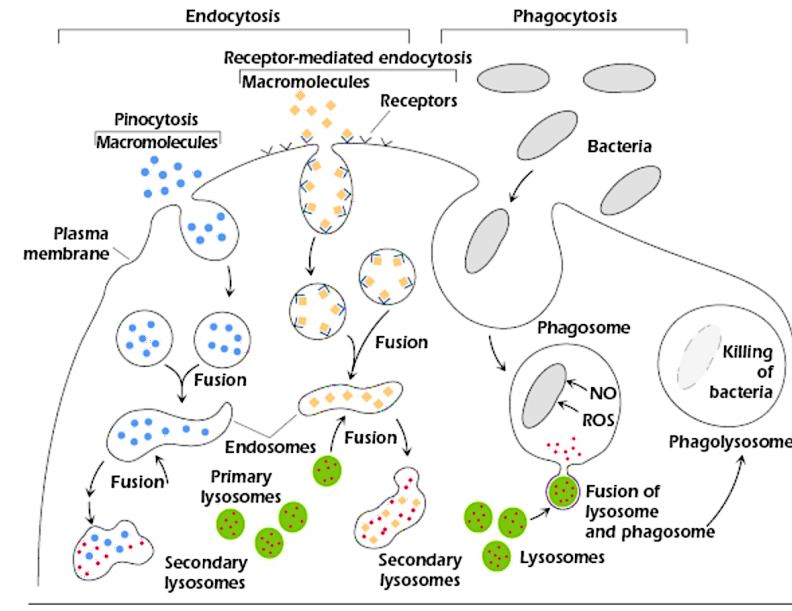 Endocytosis
Phagocytosis
Receptor-mediated endocytosis
Macromolecules
Receptors
Pinocytosis
Macromolecules
Bacteria
Plasma
membrane
Phagosome
Fusion
Killing
of
bacteria
Fusion
NO
ROS
Endosomes
Fusion
Phagolysosome
Fusion
Primary
lysosomes
Fusion of
lysosome
and phagosome
Secondary
lysosomes
Secondary
lysosomes
Lysosomes